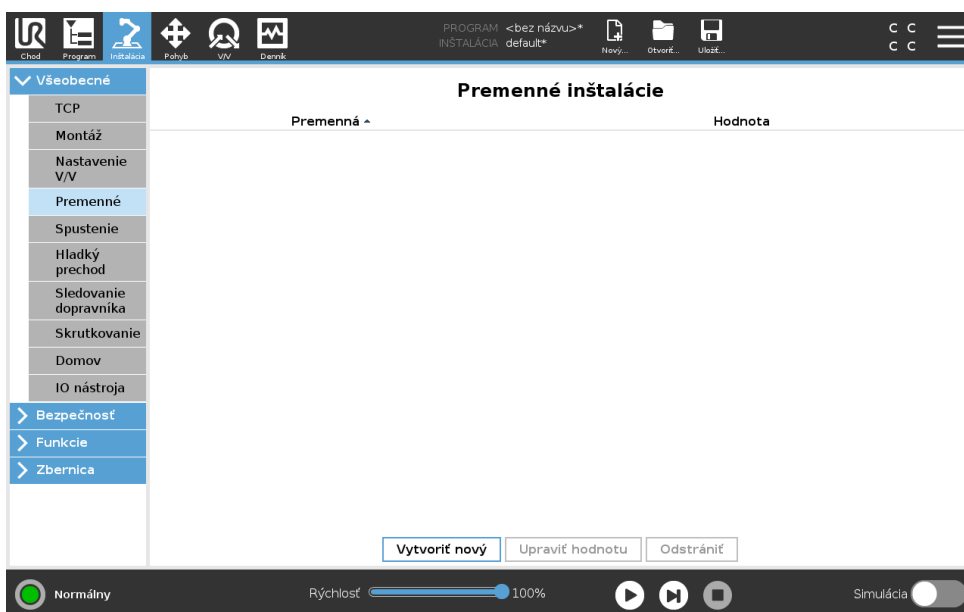 PROGRAM <bez názvu>*
INŠTALÁCIA default*
Chod
Program
Inštalácia
Pohyb
V/V
Denník
Nový...
Otvoriť...
Uložiť...
C C
C C
Všeobecné
TCP
Montáž
Nastavenie
V/V
Premenné
Spustenie
Hladký
prechod
Sledovanie
dopravníka
Skrutkovanie
Domov
IO nástroja
Bezpečnosť
Funkcie
Zbernica
Premenné inštalácie
Premenná
Hodnota
Vytvoriť nový
Upraviť hodnotu
Odstrániť
Normálny
Rýchlosť
100%
Simulácia